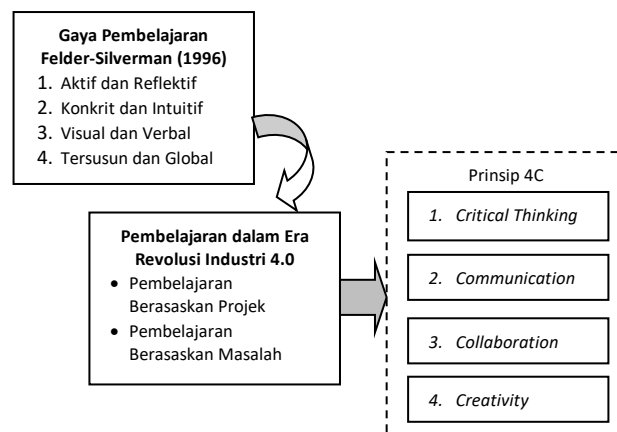 Gaya Pembelajaran
Felder-Silverman (1996)
1. Aktif dan Reflektif
2. Konkrit dan Intuitif
3. Visual dan Verbal
4. Tersusun dan Global
Pembelajaran dalam Era
Revolusi Industri 4.0
• Pembelajaran
Berasaskan Projek
• Pembelajaran
Berasaskan Masalah
Prinsip 4C
1. Critical Thinking
2. Communication
3. Collaboration
4. Creativity